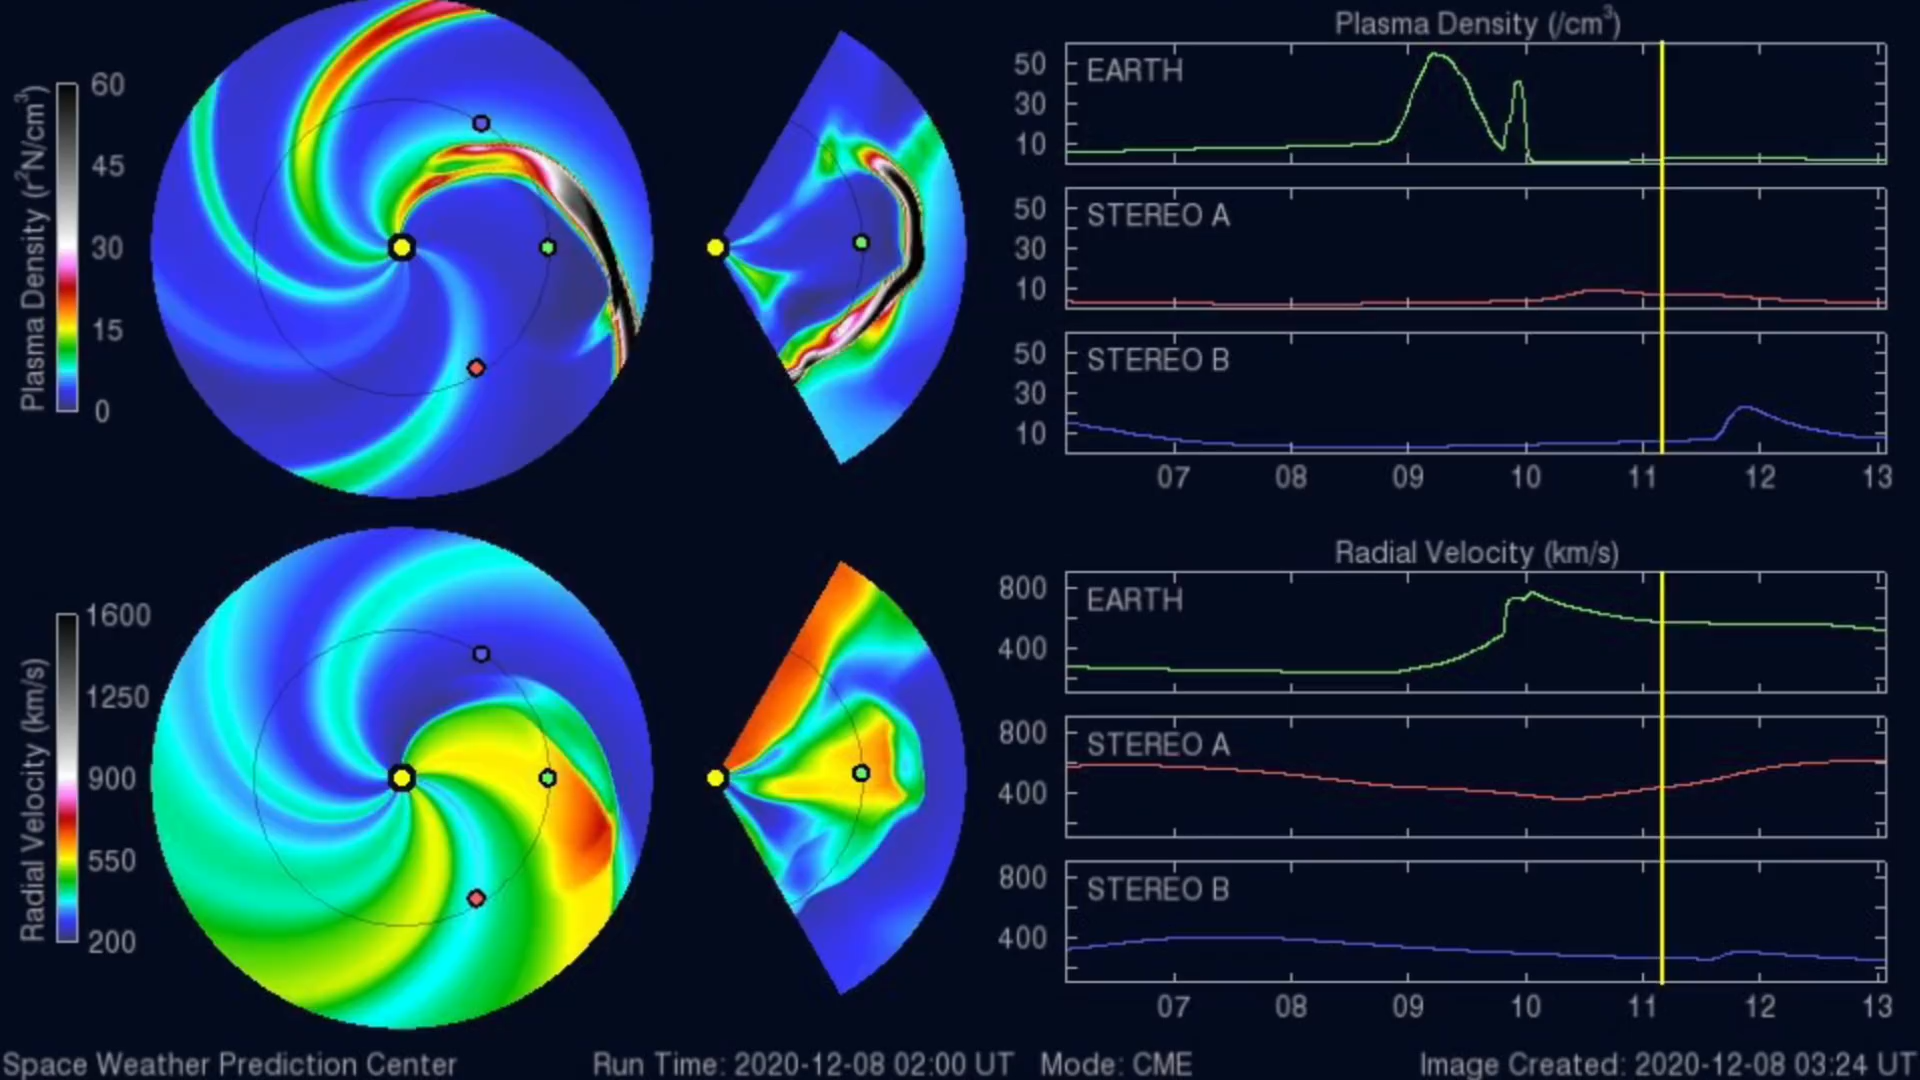 Plasma Density (r²N/cm³)
60
45
30
15
0
Plasma Density (/cm³)
EARTH
50
30
10
STEREO A
50
30
10
STEREO B
50
30
10
07 08 09 10 11 12 13
Radial Velocity (km/s)
1600
1250
900
550
200
Radial Velocity (km/s)
EARTH
800
400
STEREO A
800
400
STEREO B
800
400
07 08 09 10 11 12 13
Space Weather Prediction Center Run Time: 2020-12-08 02:00 UT Mode: CME Image Created: 2020-12-08 03:24 UT